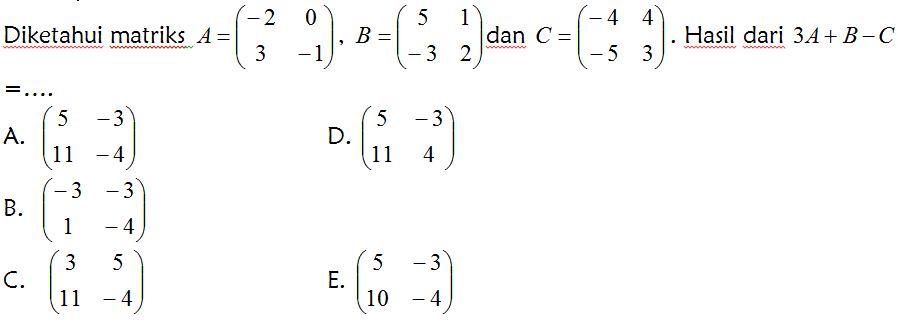 Diketahui matriks A = (−2 0 3 −1), B = (5 1 −3 2) dan C = (−4 4 −5 3). Hasil dari 3A + B − C
=....
A. (5 −3 11 −4) D. (5 −3 11 4)
B. (−3 −3 1 −4)
C. (3 5 11 −4) E. (5 −3 10 −4)